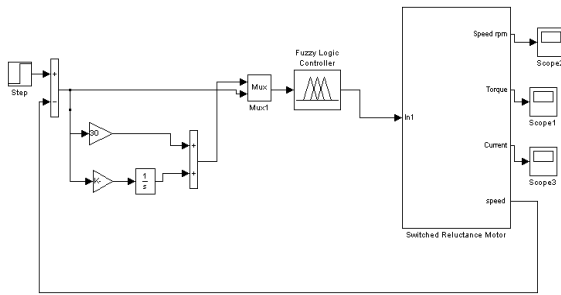 Step
+
−
30
K-
1
s
+
+
Mux
Mux1
Fuzzy Logic
Controller
In1
Speed rpm
Torque
Current
speed
Switched Reluctance Motor
Scope2
Scope1
Scope3